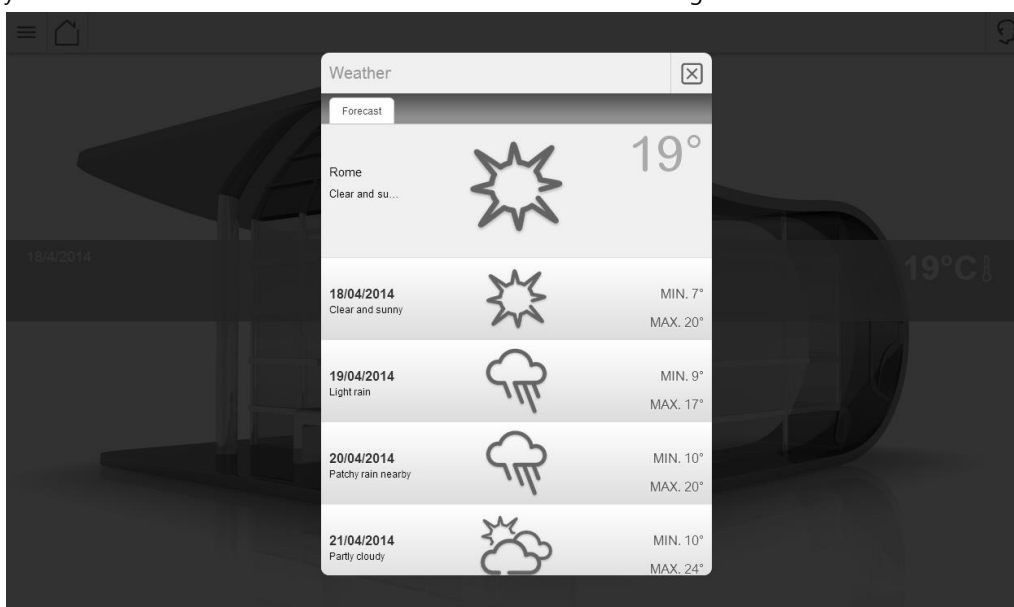 Weather
Forecast
19°
Rome
Clear and su...
18/4/2014
19°C
18/04/2014
Clear and sunny
MIN. 7°
MAX. 20°
19/04/2014
Light rain
MIN. 9°
MAX. 17°
20/04/2014
Patchy rain nearby
MIN. 10°
MAX. 20°
21/04/2014
Partly cloudy
MIN. 10°
MAX. 24°